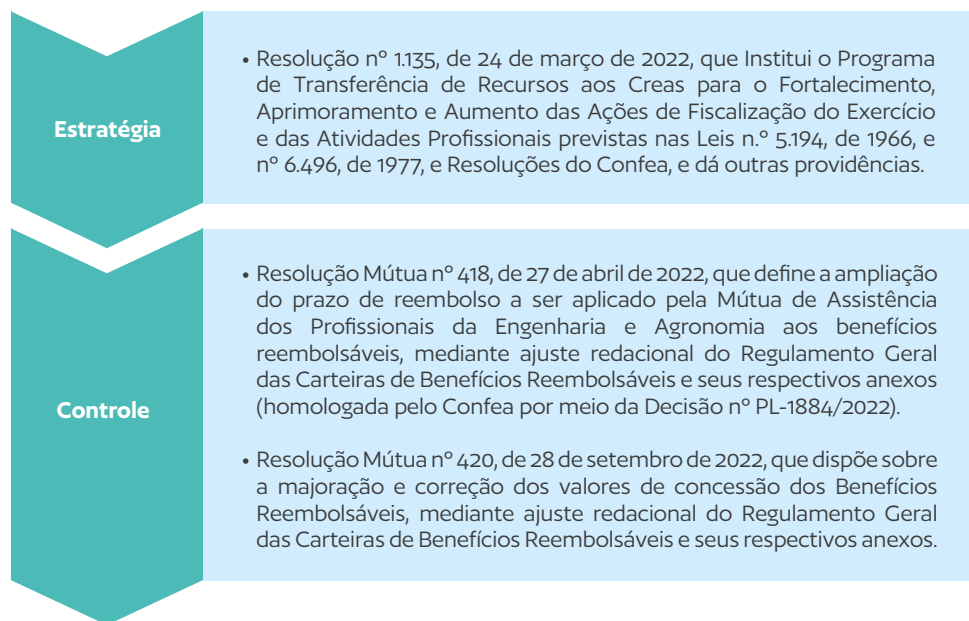 Estratégia
• Resolução nº 1.135, de 24 de março de 2022, que Institui o Programa
de Transferência de Recursos aos Creas para o Fortalecimento,
Aprimoramento e Aumento das Ações de Fiscalização do Exercício
e das Atividades Profissionais previstas nas Leis n.º 5.194, de 1966, e
nº 6.496, de 1977, e Resoluções do Confea, e dá outras providências.
Controle
• Resolução Mútua nº 418, de 27 de abril de 2022, que define a ampliação
do prazo de reembolso a ser aplicado pela Mútua de Assistência
dos Profissionais da Engenharia e Agronomia aos benefícios
reembolsáveis, mediante ajuste redacional do Regulamento Geral
das Carteiras de Benefícios Reembolsáveis e seus respectivos anexos
(homologada pelo Confea por meio da Decisão nº PL-1884/2022).
• Resolução Mútua nº 420, de 28 de setembro de 2022, que dispõe sobre
a majoração e correção dos valores de concessão dos Benefícios
Reembolsáveis, mediante ajuste redacional do Regulamento Geral
das Carteiras de Benefícios Reembolsáveis e seus respectivos anexos.